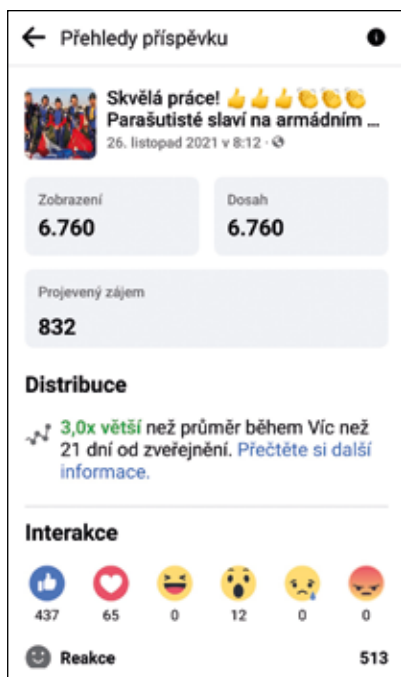 Přehledy příspěvku
Skvělá práce! 👍👍👍👏👏👏
Parašutisté slaví na armádním ...
26. listopad 2021 v 8:12 ·
Zobrazení
Dosah
6.760
6.760
Projevený zájem
832
Distribuce
3,0x větší než průměr během Víc než
21 dní od zveřejnění. Přečtěte si další
informace.
Interakce
437 65 0 12 0 0
Reakce 513